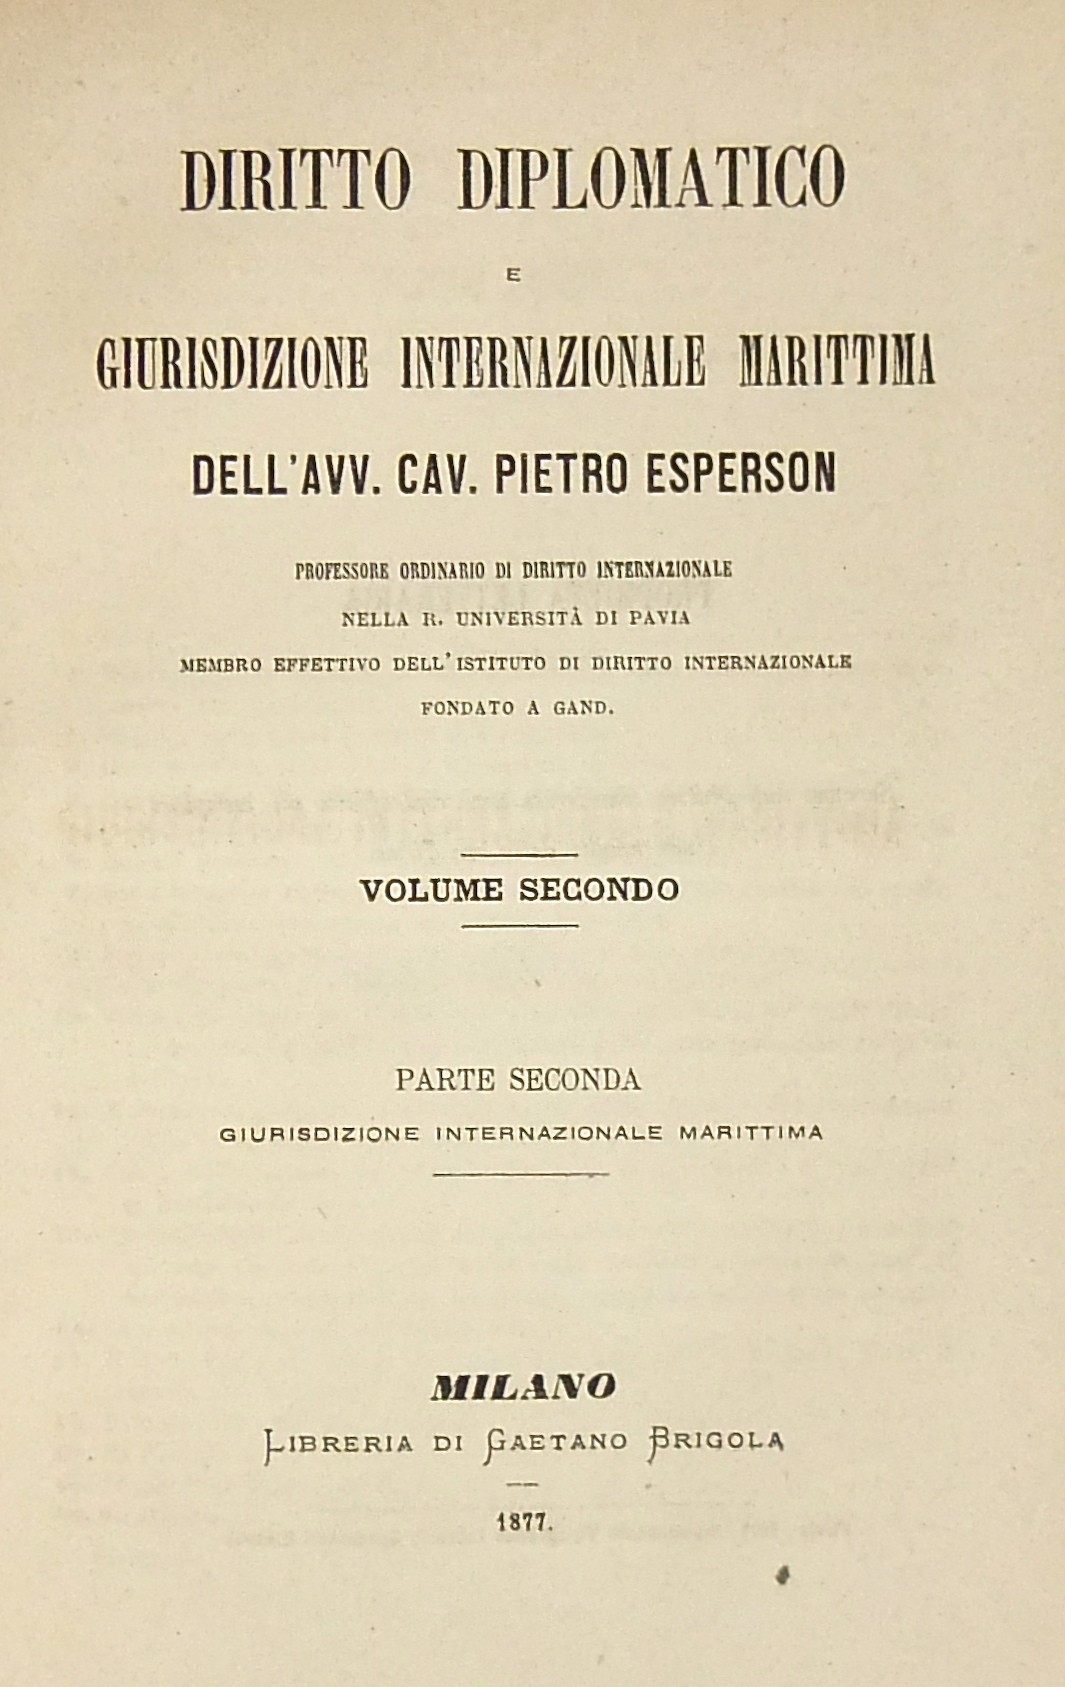 DIRITTO DIPLOMATICO
E
GIURISDIZIONE INTERNAZIONALE MARITTIMA
DELL'AVV. CAV. PIETRO ESPERSON
PROFESSORE ORDINARIO DI DIRITTO INTERNAZIONALE
NELLA R. UNIVERSITÀ DI PAVIA
MEMBRO EFFETTIVO DELL'ISTITUTO DI DIRITTO INTERNAZIONALE
FONDATO A GAND.
VOLUME SECONDO
PARTE SECONDA
GIURISDIZIONE INTERNAZIONALE MARITTIMA
MILANO
LIBRERIA DI GAETANO BRIGOLA
1877.